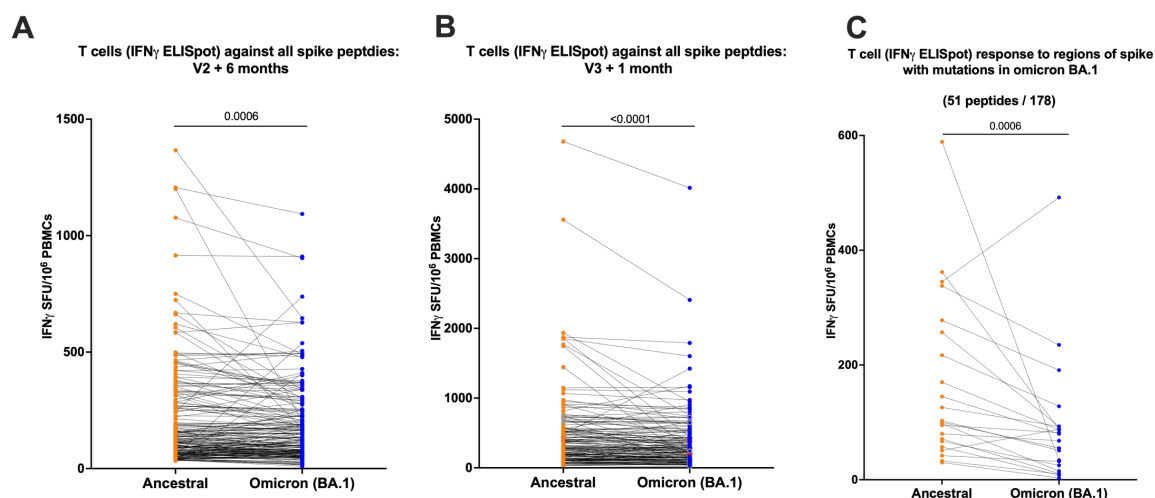 A
T cells (IFNγ ELISpot) against all spike peptdies:
V2 + 6 months
0.0006
1500
1000
500
0
IFNγ SFU/10⁶ PBMCs
Ancestral
Omicron (BA.1)
B
T cells (IFNγ ELISpot) against all spike peptdies:
V3 + 1 month
<0.0001
5000
4000
3000
2000
1000
0
IFNγ SFU/10⁶ PBMCs
Ancestral
Omicron (BA.1)
C
T cell (IFNγ ELISpot) response to regions of spike
with mutations in omicron BA.1
(51 peptides / 178)
0.0006
600
400
200
0
IFNγ SFU/10⁶ PBMCs
Ancestral
Omicron (BA.1)